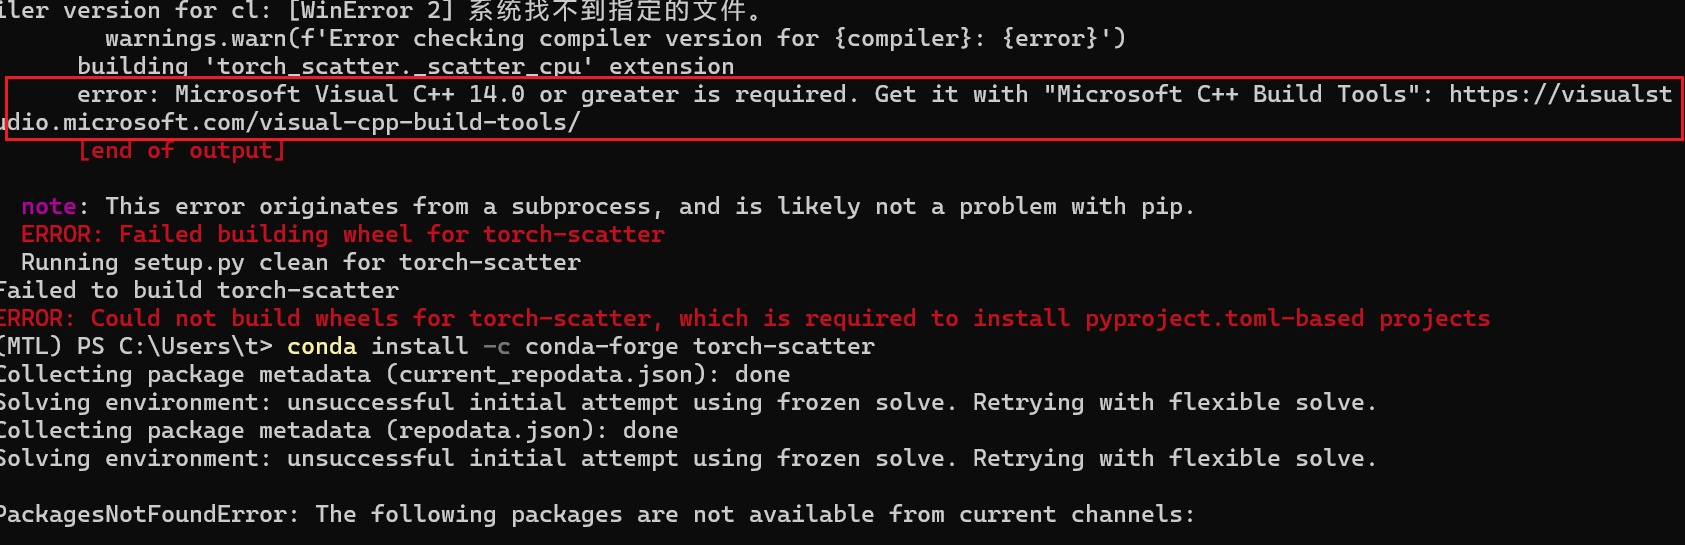 iler version for cl: [WinError 2] 系统找不到指定的文件。
warnings.warn(f'Error checking compiler version for {compiler}: {error}')
building 'torch_scatter._scatter_cpu' extension
error: Microsoft Visual C++ 14.0 or greater is required. Get it with "Microsoft C++ Build Tools": https://visualst
udio.microsoft.com/visual-cpp-build-tools/
[end of output]
note: This error originates from a subprocess, and is likely not a problem with pip.
ERROR: Failed building wheel for torch-scatter
Running setup.py clean for torch-scatter
Failed to build torch-scatter
ERROR: Could not build wheels for torch-scatter, which is required to install pyproject.toml-based projects
(MTL) PS C:\Users\t> conda install -c conda-forge torch-scatter
Collecting package metadata (current_repodata.json): done
Solving environment: unsuccessful initial attempt using frozen solve. Retrying with flexible solve.
Collecting package metadata (repodata.json): done
Solving environment: unsuccessful initial attempt using frozen solve. Retrying with flexible solve.
PackagesNotFoundError: The following packages are not available from current channels: